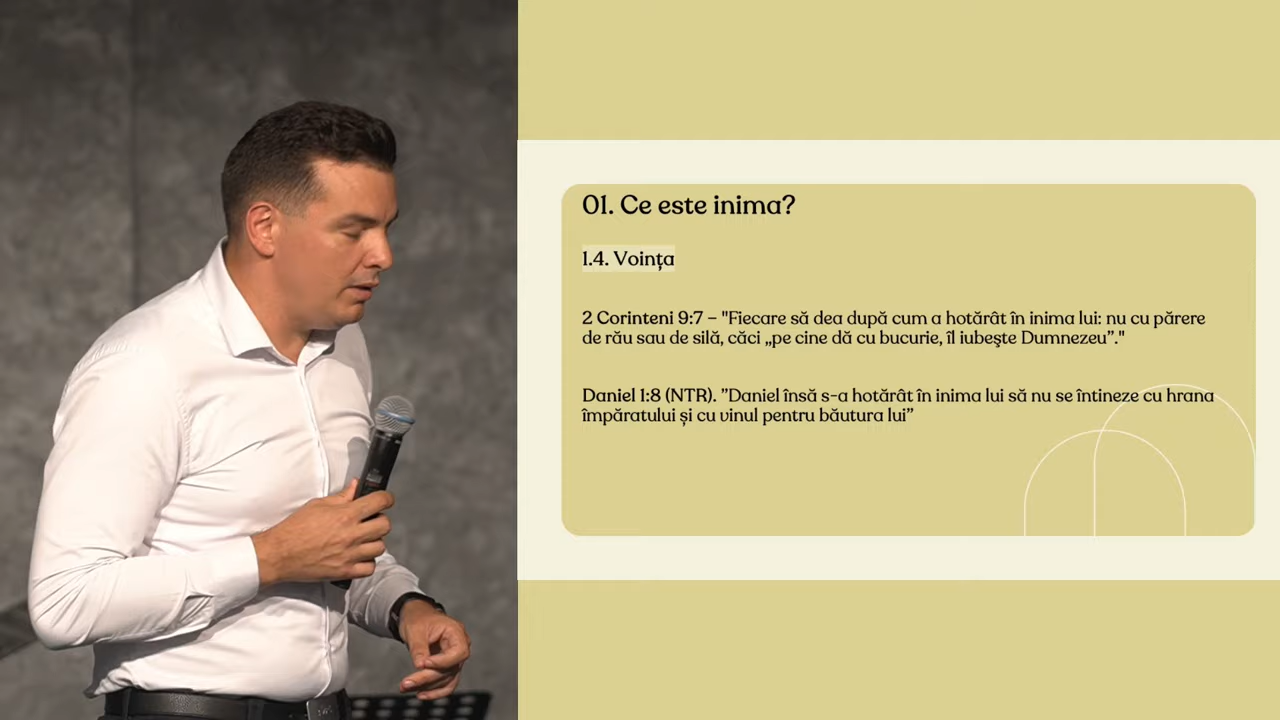 01. Ce este inima?
1.4. Voința
2 Corinteni 9:7 – "Fiecare să dea după cum a hotărât în inima lui: nu cu părere
de rău sau de silă, căci „pe cine dă cu bucurie, îl iubeşte Dumnezeu”."
Daniel 1:8 (NTR). ”Daniel însă s-a hotărât în inima lui să nu se întineze cu hrana
împăratului și cu vinul pentru băutura lui”